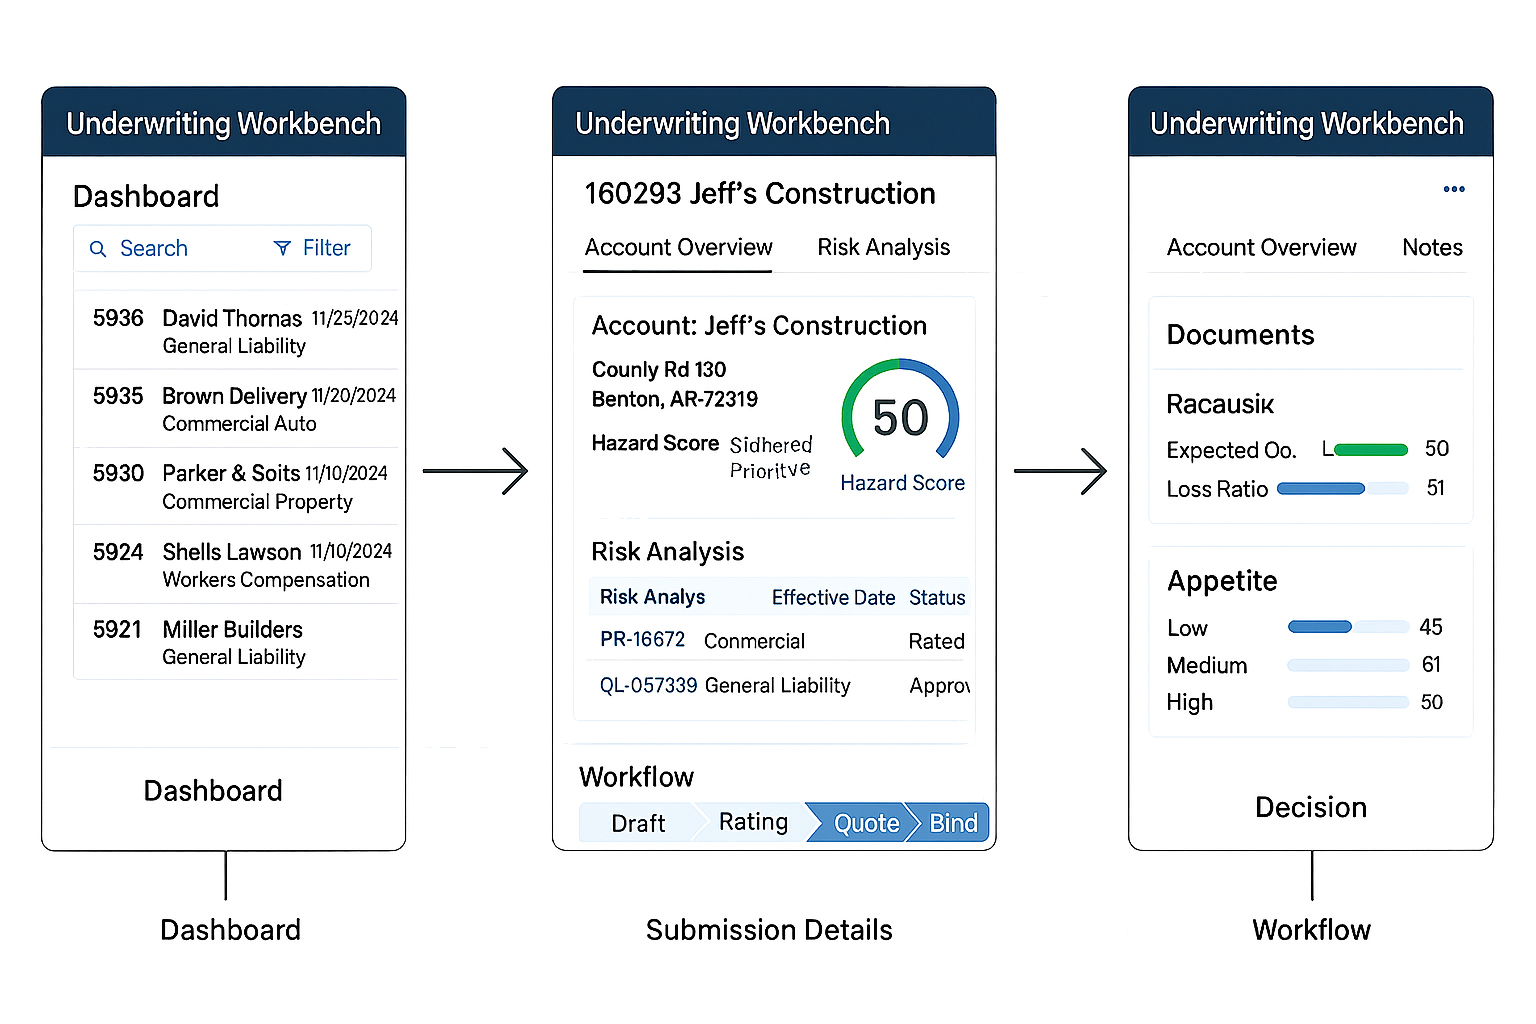 Underwriting Workbench
Dashboard
Search Filter
5936 David Thornas 11/25/2024
General Liability
5935 Brown Delivery 11/20/2024
Commercial Auto
5930 Parker & Soits 11/10/2024
Commercial Property
5924 Shells Lawson 11/10/2024
Workers Compensation
5921 Miller Builders
General Liability
Dashboard
Dashboard
Underwriting Workbench
160293 Jeff's Construction
Account Overview Risk Analysis
Account: Jeff's Construction
Counly Rd 130
Benton, AR-72319
Hazard Score Sidhered
Prioritve
50
Hazard Score
Risk Analysis
Risk Analys Effective Date Status
PR-16672 Conmercial Rated
QL-057339 General Liability Approv
Workflow
Draft Rating Quote Bind
Submission Details
Underwriting Workbench
•••
Account Overview Notes
Documents
Racausik
Expected Oo. L 50
Loss Ratio 51
Appetite
Low 45
Medium 61
High 50
Decision
Workflow